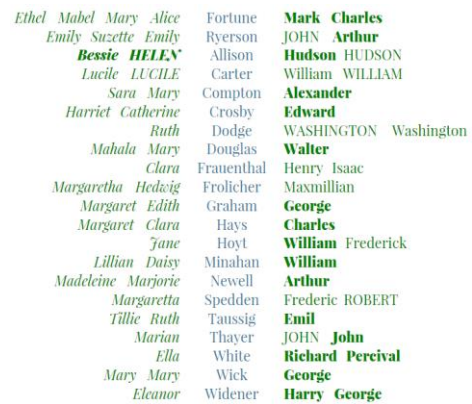 Ethel Mabel Mary Alice Fortune Mark Charles
Emily Suzette Emily Ryerson JOHN Arthur
Bessie HELEN Allison Hudson HUDSON
Lucile LUCILE Carter William WILLIAM
Sara Mary Compton Alexander
Harriet Catherine Crosby Edward
Ruth Dodge WASHINGTON Washington
Mahala Mary Douglas Walter
Clara Frauenthal Henry Isaac
Margaretha Hedwig Frolicher Maxmillian
Margaret Edith Graham George
Margaret Clara Hays Charles
Jane Hoyt William Frederick
Lillian Daisy Minahan William
Madeleine Marjorie Newell Arthur
Margaretta Spedden Frederic ROBERT
Tillie Ruth Taussig Emil
Marian Thayer JOHN John
Ella White Richard Percival
Mary Mary Wick George
Eleanor Widener Harry George